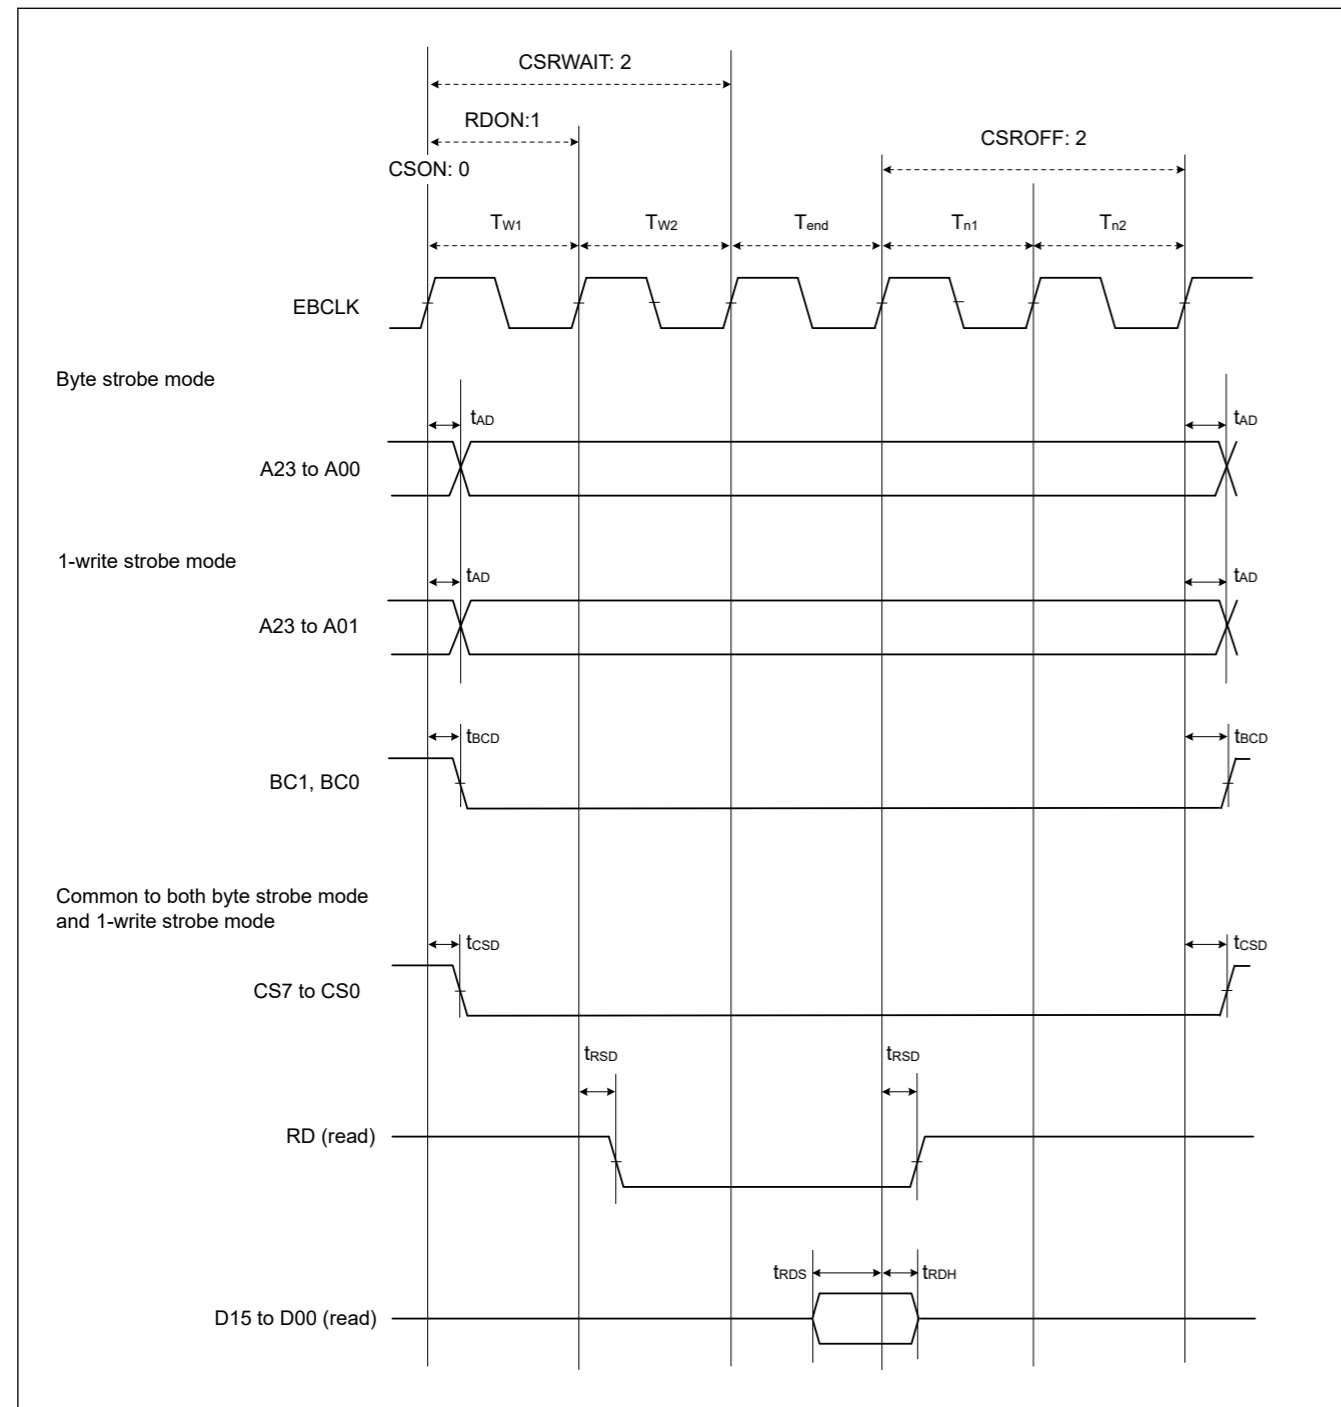 CSRWAIT: 2
RDON:1
CSROFF: 2
CSON: 0
TW1 TW2 Tend Tn1 Tn2
EBCLK
Byte strobe mode
tAD tAD
A23 to A00
1-write strobe mode
tAD tAD
A23 to A01
tBCD tBCD
BC1, BC0
Common to both byte strobe mode
and 1-write strobe mode
tCSD tCSD
CS7 to CS0
tRSD tRSD
RD (read)
tRDS tRDH
D15 to D00 (read)